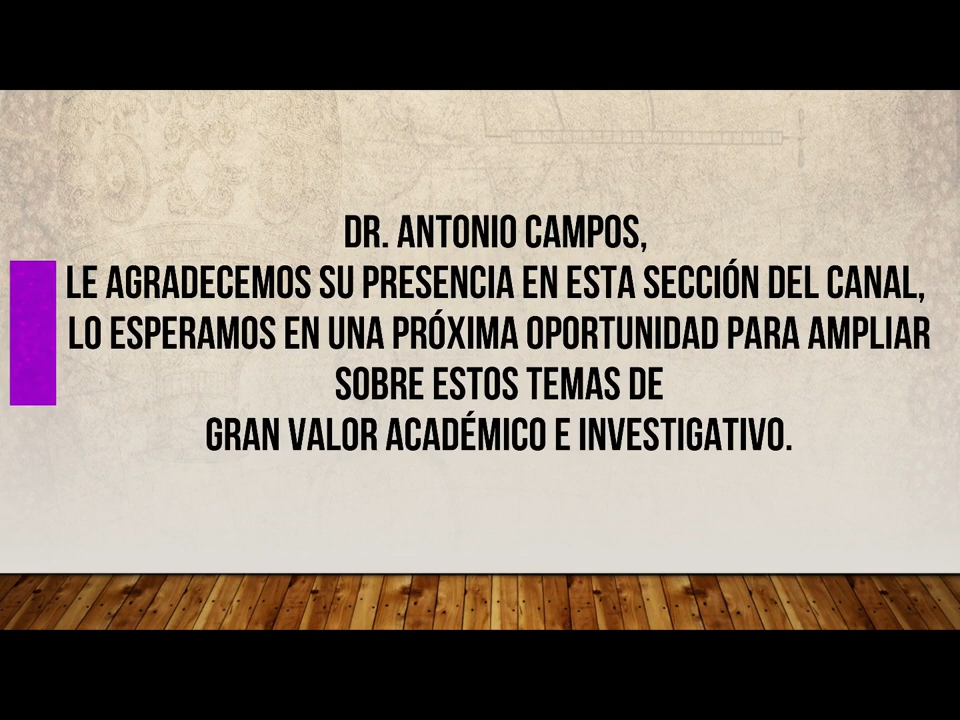 DR. ANTONIO CAMPOS,
LE AGRADECEMOS SU PRESENCIA EN ESTA SECCIÓN DEL CANAL,
LO ESPERAMOS EN UNA PRÓXIMA OPORTUNIDAD PARA AMPLIAR
SOBRE ESTOS TEMAS DE
GRAN VALOR ACADÉMICO E INVESTIGATIVO.